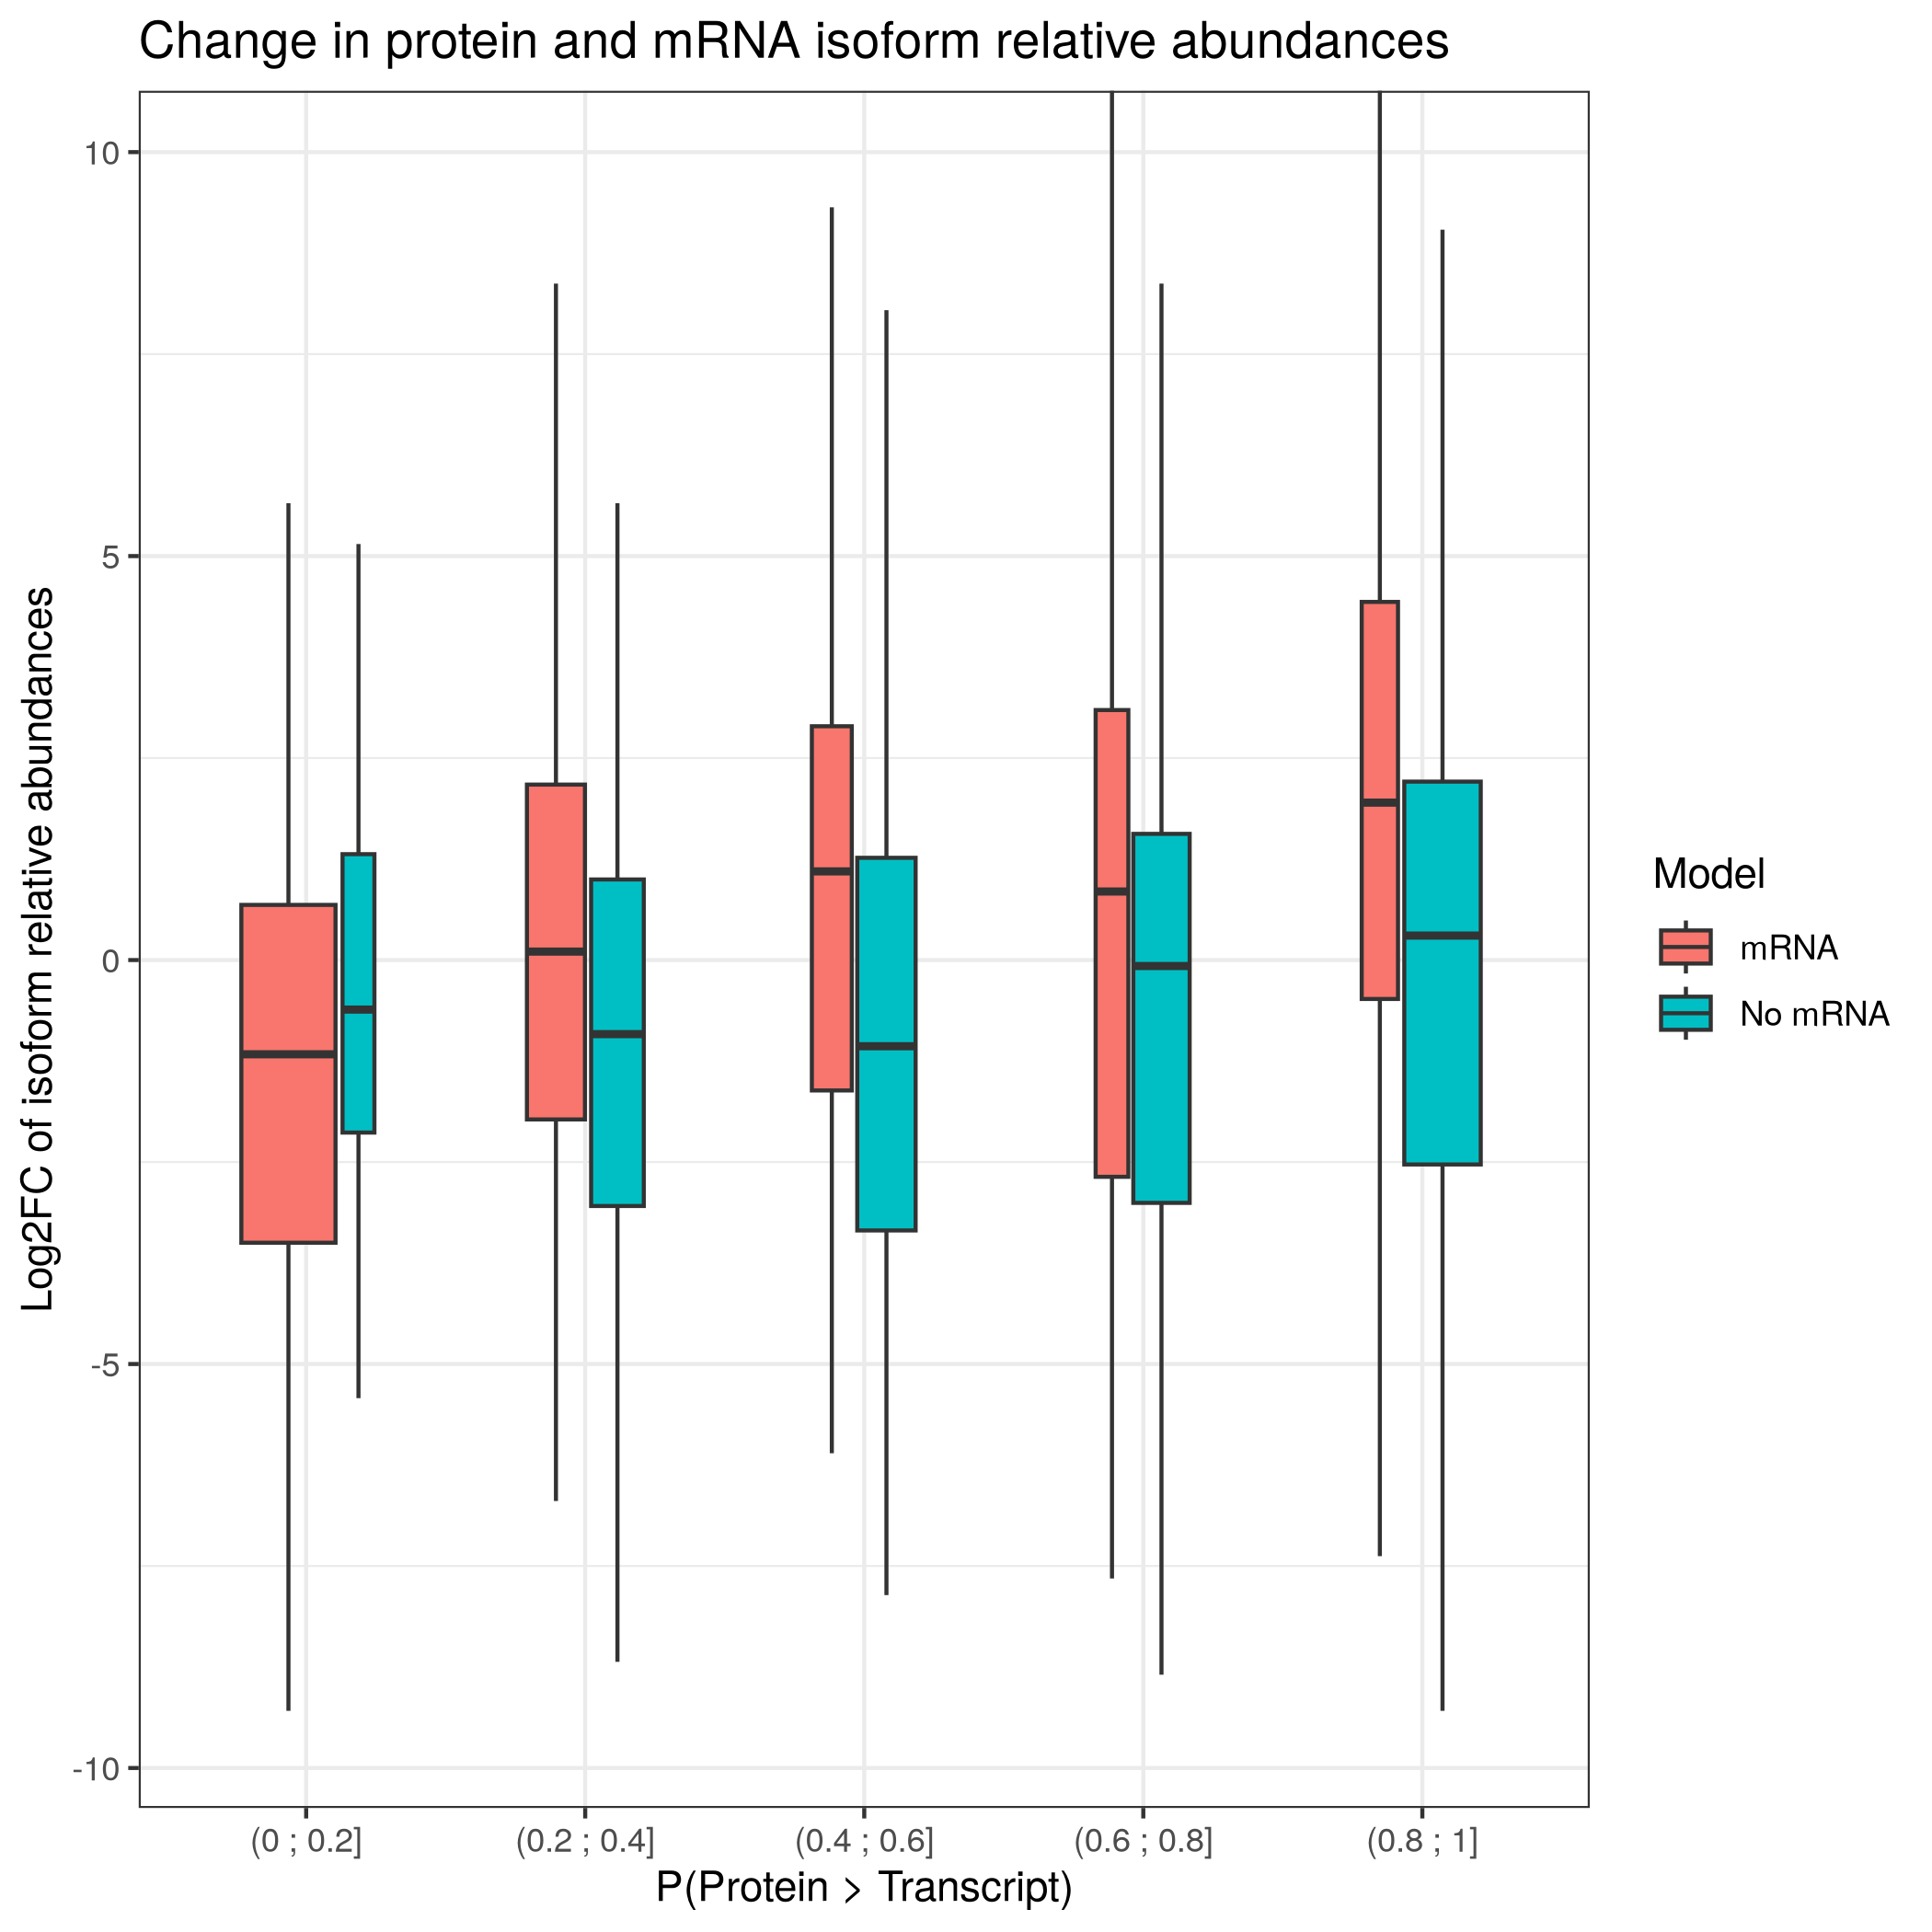 Change in protein and mRNA isoform relative abundances
Log2FC of isoform relative abundances
10
5
0
-5
-10
(0 ; 0.2]
(0.2 ; 0.4]
(0.4 ; 0.6]
(0.6 ; 0.8]
(0.8 ; 1]
P(Protein > Transcript)
Model
mRNA
No mRNA